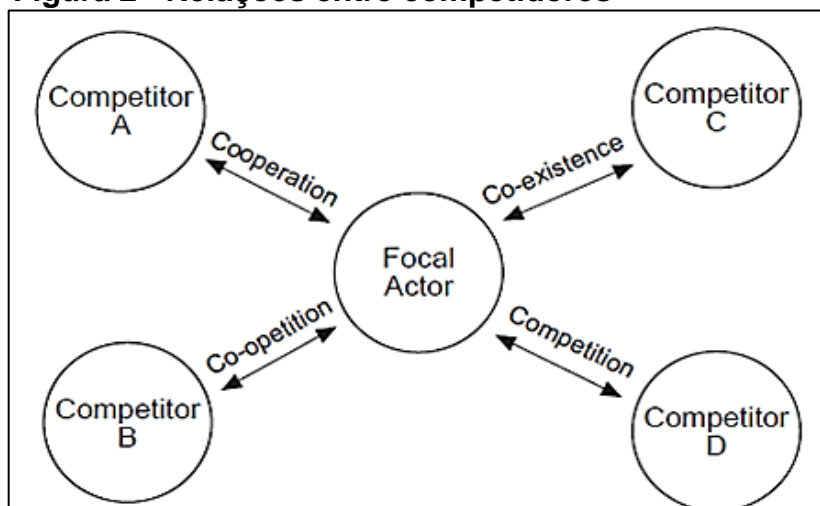 Figura 2 - Relações entre competidores
Competitor
A
Cooperation
Competitor
C
Co-existence
Focal
Actor
Competitor
B
Co-opetition
Competition
Competitor
D